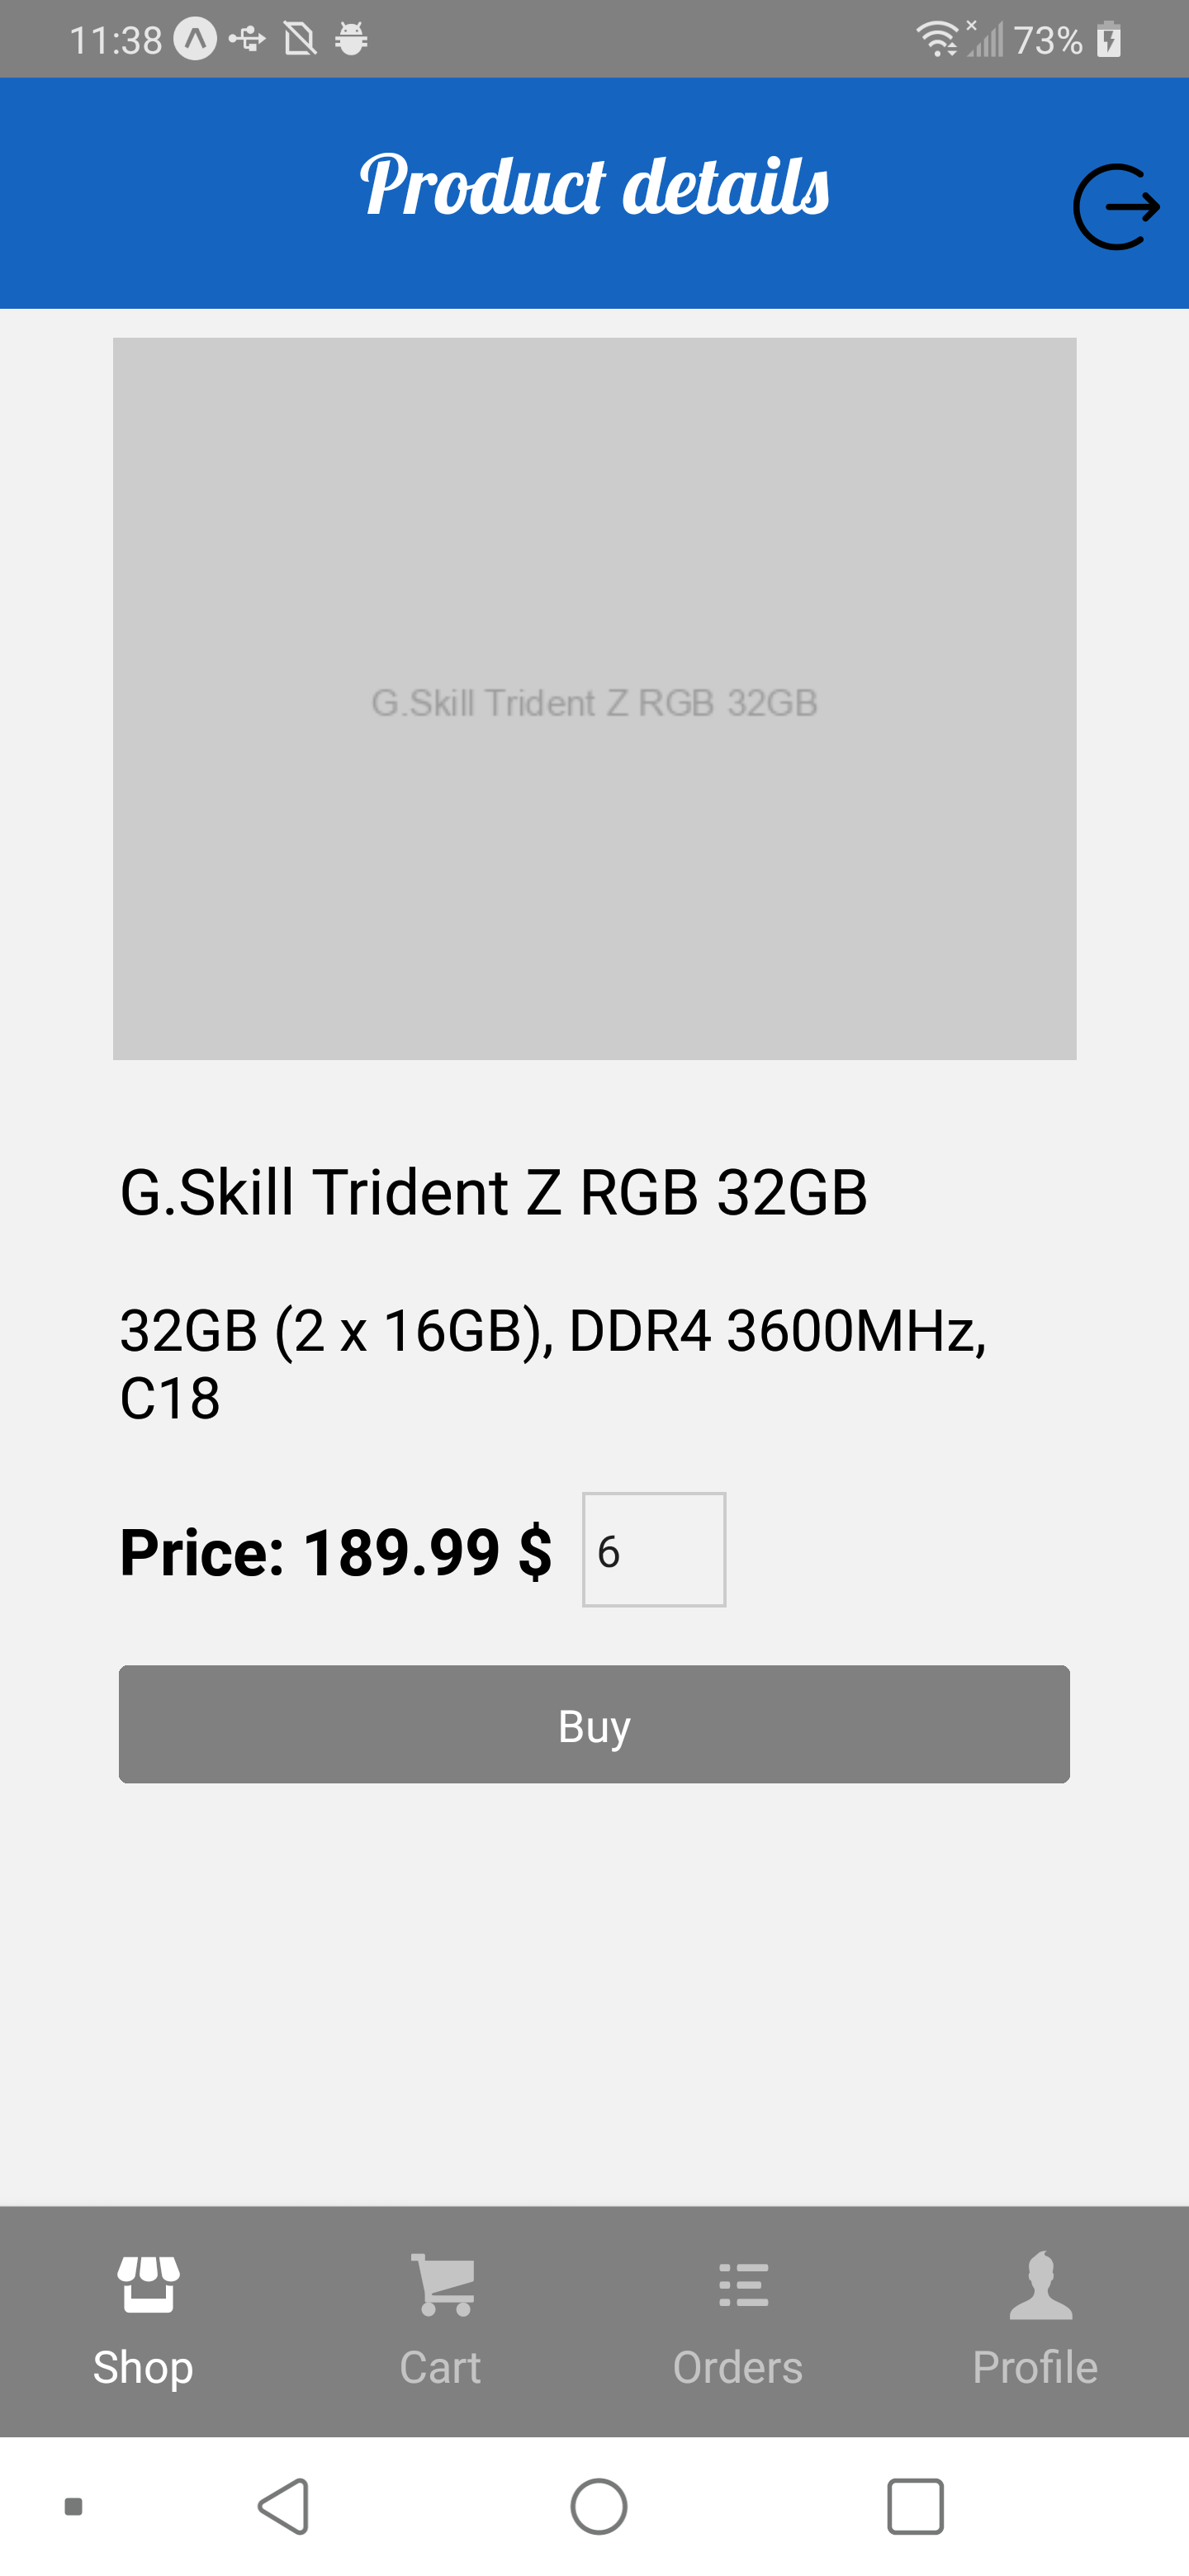 11:38 73%
Product details
G.Skill Trident Z RGB 32GB
G.Skill Trident Z RGB 32GB
32GB (2 x 16GB), DDR4 3600MHz,
C18
Price: 189.99 $ 6
Buy
Shop Cart Orders Profile